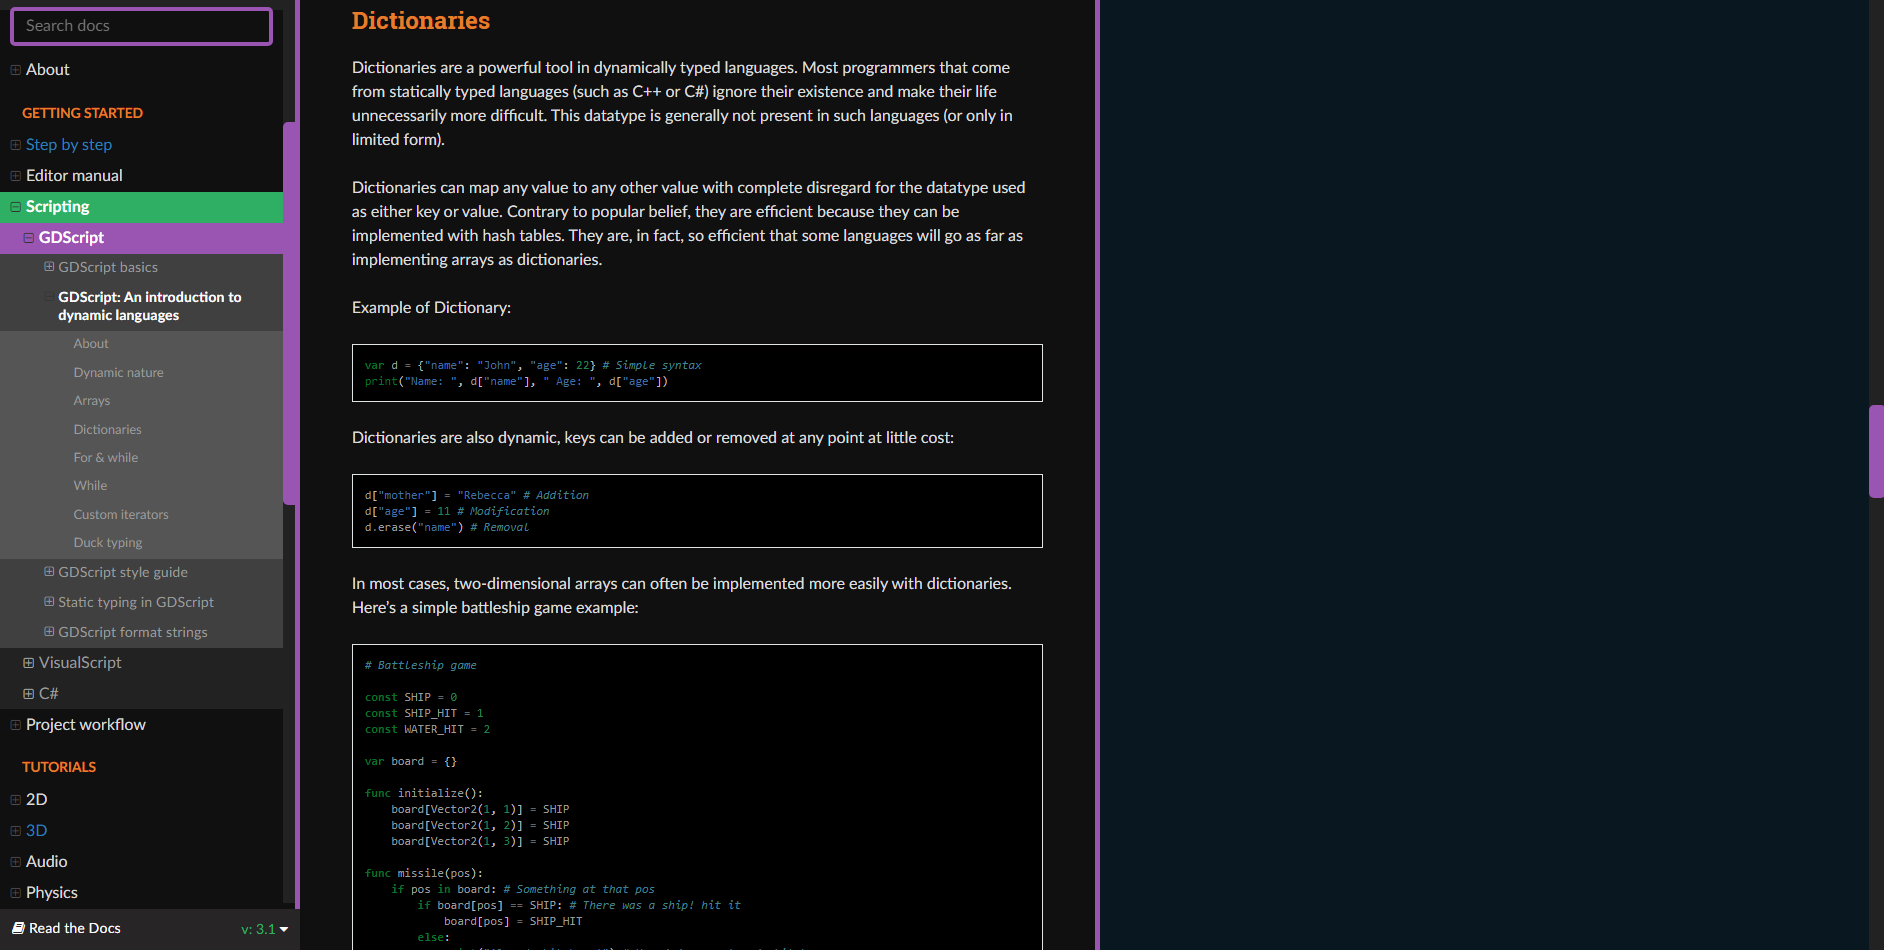 Search docs
About
GETTING STARTED
Step by step
Editor manual
Scripting
GDScript
GDScript basics
GDScript: An introduction to
dynamic languages
About
Dynamic nature
Arrays
Dictionaries
For & while
While
Custom iterators
Duck typing
GDScript style guide
Static typing in GDScript
GDScript format strings
VisualScript
C#
Project workflow
TUTORIALS
2D
3D
Audio
Physics
Read the Docs
v: 3.1
Dictionaries
Dictionaries are a powerful tool in dynamically typed languages. Most programmers that come
from statically typed languages (such as C++ or C#) ignore their existence and make their life
unnecessarily more difficult. This datatype is generally not present in such languages (or only in
limited form).
Dictionaries can map any value to any other value with complete disregard for the datatype used
as either key or value. Contrary to popular belief, they are efficient because they can be
implemented with hash tables. They are, in fact, so efficient that some languages will go as far as
implementing arrays as dictionaries.
Example of Dictionary:
var d = {"name": "John", "age": 22} # Simple syntax
print("Name: ", d["name"], " Age: ", d["age"])
Dictionaries are also dynamic, keys can be added or removed at any point at little cost:
d["mother"] = "Rebecca" # Addition
d["age"] = 11 # Modification
d.erase("name") # Removal
In most cases, two-dimensional arrays can often be implemented more easily with dictionaries.
Here's a simple battleship game example:
# Battleship game
const SHIP = 0
const SHIP_HIT = 1
const WATER_HIT = 2
var board = {}
func initialize():
    board[Vector2(1, 1)] = SHIP
    board[Vector2(1, 2)] = SHIP
    board[Vector2(1, 3)] = SHIP
func missile(pos):
    if pos in board: # Something at that pos
        if board[pos] == SHIP: # There was a ship! hit it
            board[pos] = SHIP_HIT
        else: